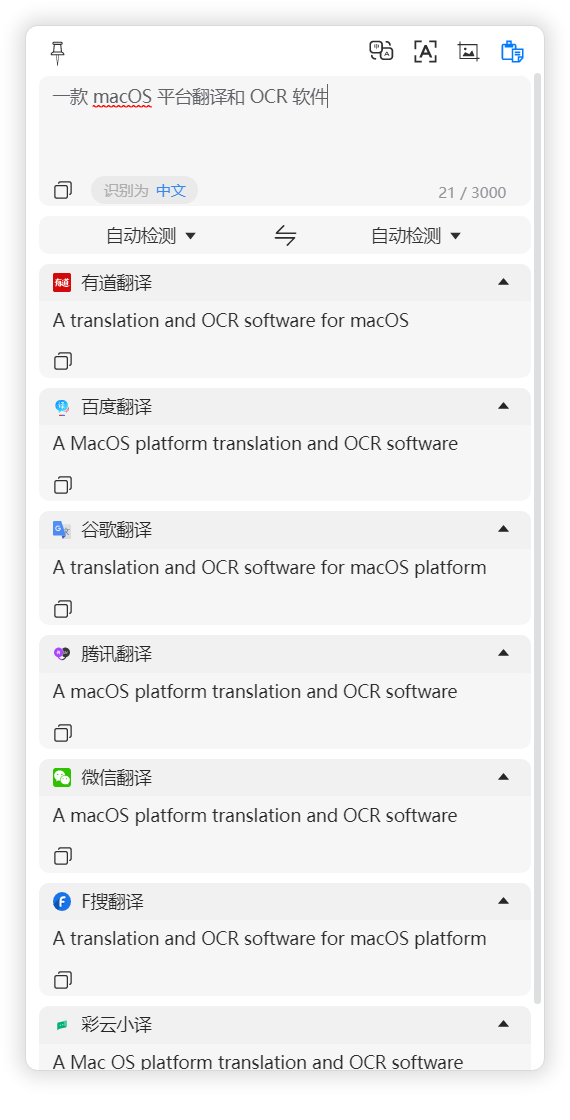 一款 macOS 平台翻译和 OCR 软件
识别为 中文
21 / 3000
自动检测 自动检测
有道翻译
A translation and OCR software for macOS
百度翻译
A MacOS platform translation and OCR software
谷歌翻译
A translation and OCR software for macOS platform
腾讯翻译
A macOS platform translation and OCR software
微信翻译
A macOS platform translation and OCR software
F搜翻译
A translation and OCR software for macOS platform
彩云小译
A Mac OS platform translation and OCR software